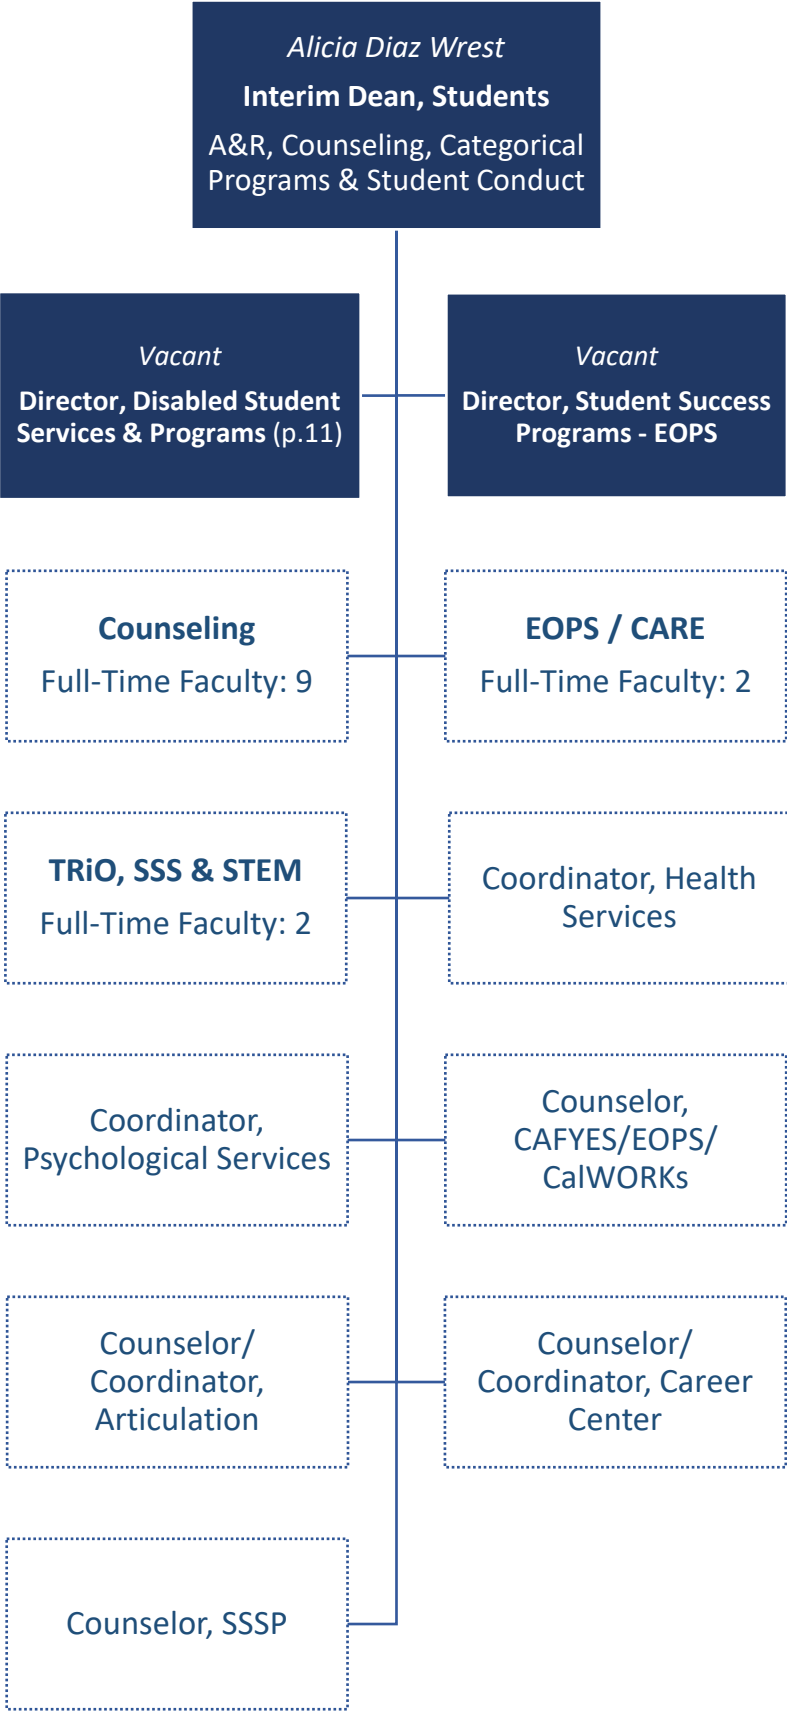 Alicia Diaz Wrest
Interim Dean, Students
A&R, Counseling, Categorical
Programs & Student Conduct
Vacant
Director, Disabled Student
Services & Programs (p.11)
Vacant
Director, Student Success
Programs - EOPS
Counseling
Full-Time Faculty: 9
EOPS / CARE
Full-Time Faculty: 2
TRiO, SSS & STEM
Full-Time Faculty: 2
Coordinator, Health
Services
Coordinator,
Psychological Services
Counselor,
CAFYES/EOPS/
CalWORKs
Counselor/
Coordinator,
Articulation
Counselor/
Coordinator, Career
Center
Counselor, SSSP